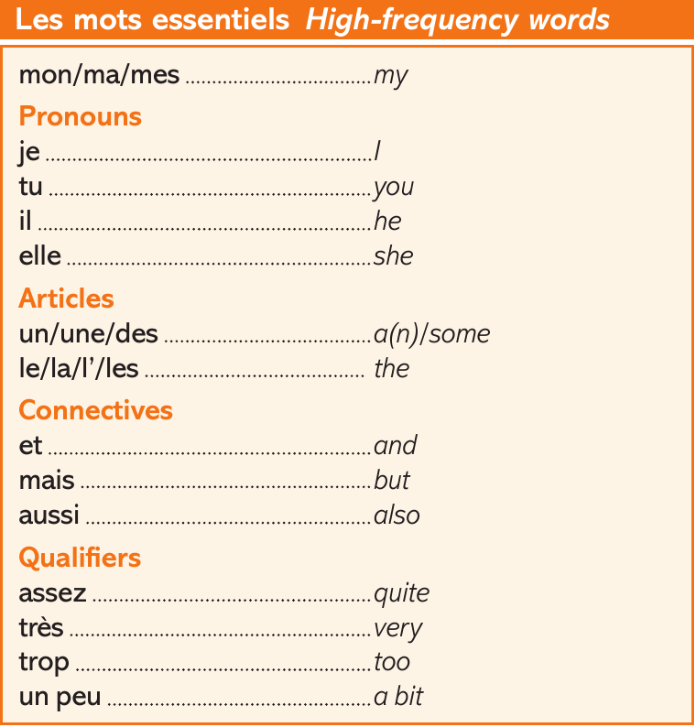 Les mots essentiels High-frequency words
mon/ma/mes ................................... my
Pronouns
je .............................................................. I
tu ............................................................. you
il ............................................................... he
elle .......................................................... she
Articles
un/une/des ....................................... a(n)/some
le/la/l'/les .......................................... the
Connectives
et ............................................................. and
mais ....................................................... but
aussi ...................................................... also
Qualifiers
assez ..................................................... quite
très ......................................................... very
trop ........................................................ too
un peu .................................................. a bit